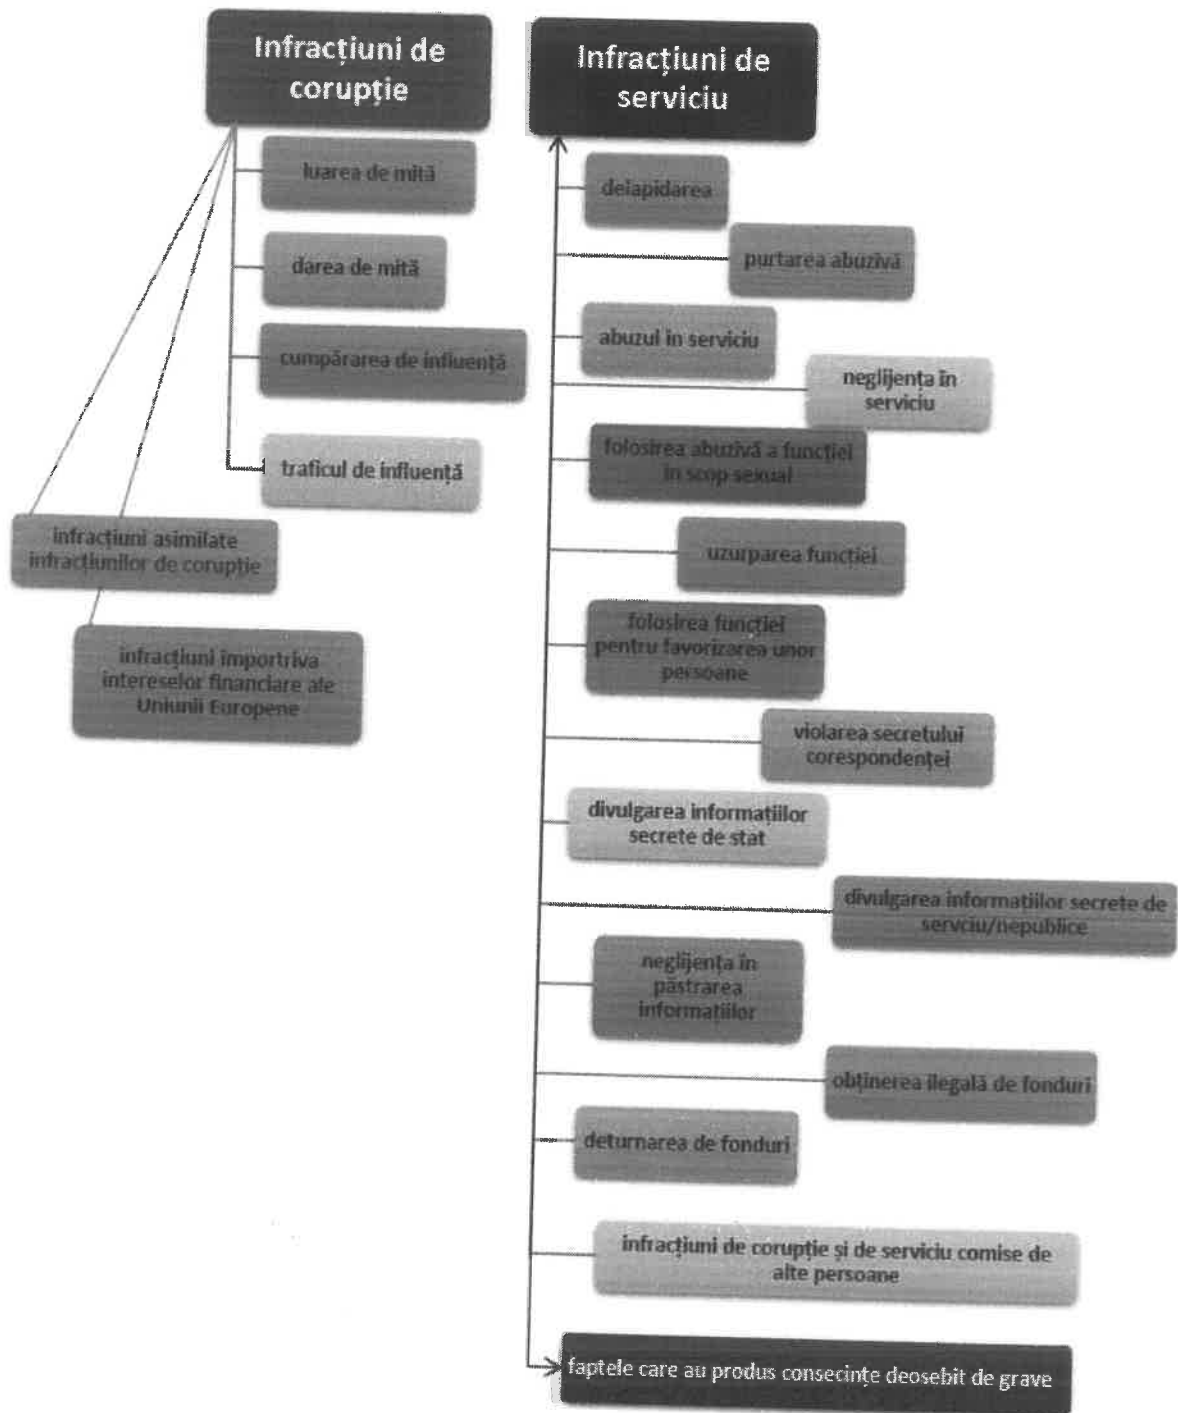 Infracțiuni de
corupție
luarea de mită
darea de mită
cumpărarea de influență
traficul de influență
infracțiuni asimilate
infracțiunilor de corupție
infracțiuni împortriva
intereselor financiare ale
Uniunii Europene
Infracțiuni de
serviciu
delapidarea
purtarea abuzivă
abuzul in serviciu
neglijența în
serviciu
folosirea abuzivă a funcției
in scop sexual
uzurparea funcției
folosirea funcției
pentru favorizarea unor
persoane
violarea secretului
corespondenței
divulgarea informațiilor
secrete de stat
divulgarea informațiilor secrete de
servciu/nepublice
neglijența în
păstrarea
informațiilor
obținerea ilegală de fonduri
deturnarea de fonduri
infracțiuni de corupție și de serviciu comise de
alte persoane
faptele care au produs consecințe deosebit de grave